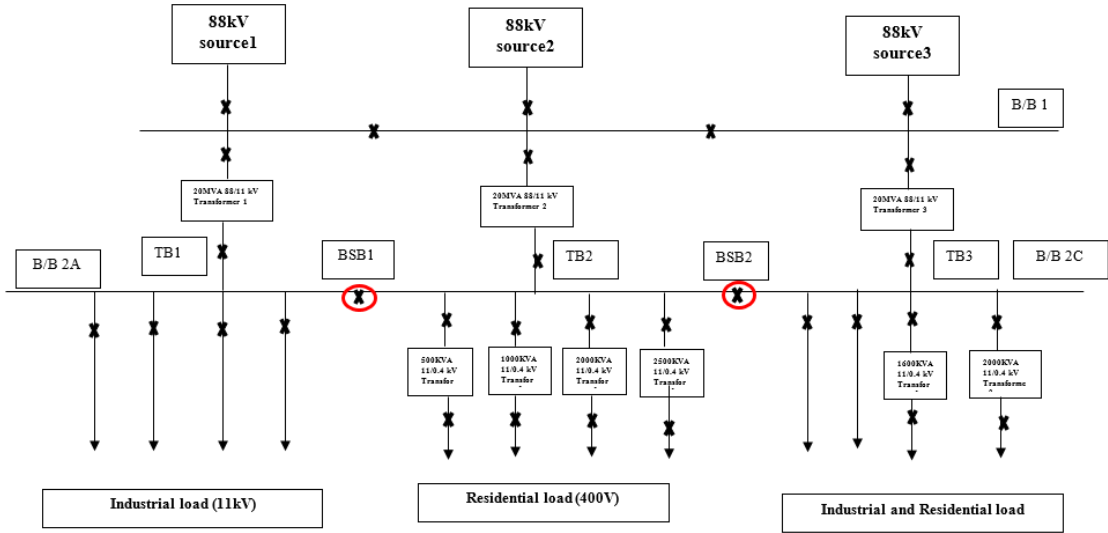 88kV
source1
88kV
source2
88kV
source3
B/B 1
20MVA 88/11 kV
Transformer 1
20MVA 88/11 kV
Transformer 2
20MVA 88/11 kV
Transformer 3
B/B 2A
TB1
BSB1
TB2
BSB2
TB3
B/B 2C
500KVA
11/0.4 kV
Transfor
1000KVA
11/0.4 kV
Transfor
2000KVA
11/0.4 kV
Transfor
2500KVA
11/0.4 kV
Transfor
1600KVA
11/0.4 kV
Transfor
2000KVA
11/0.4 kV
Transforme
Industrial load (11kV)
Residential load (400V)
Industrial and Residential load